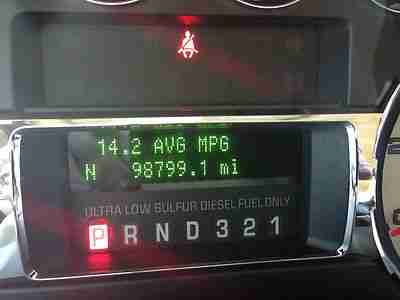 14.2 AVG MPG
N 98799.1 mi
ULTRA LOW SULFUR DIESEL FUEL ONLY
P R N D 3 2 1